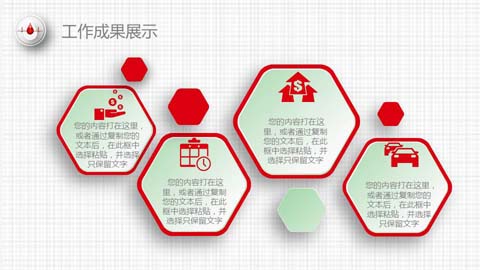 工作成果展示
您的内容打在这里，
或者通过复制您的
文本后，在此框
中选择粘贴，并选择
只保留文字
您的内容打在这里，
或者通过复制
您的文本后，在此
框中选择粘贴，并
选择只保留文字
您的内容打在这
里，或者通过复
制您的文本后，
在此框中选择粘
贴，并选择只保
留文字
您的内容打在这里，
或者通过复制
您的文本后，在此
框中选择粘贴，并
选择只保留文字